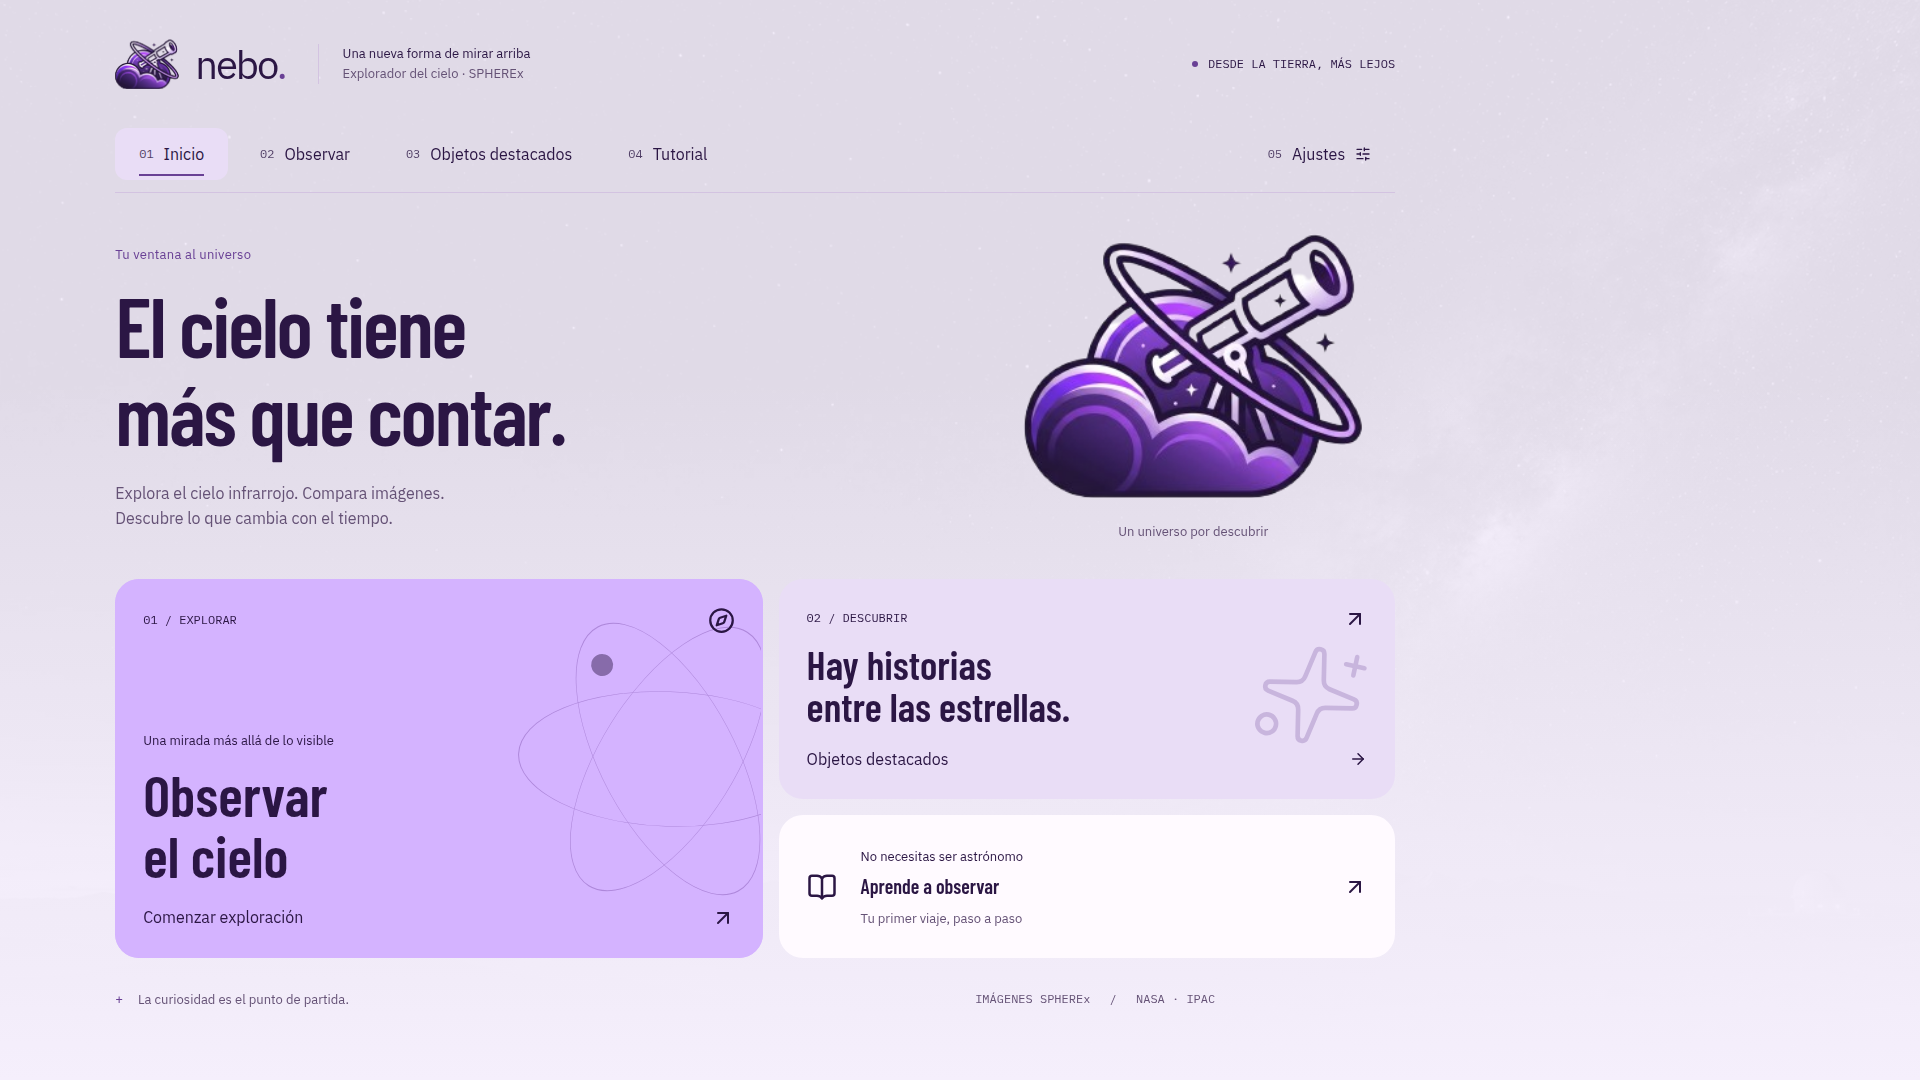 nebo.
Una nueva forma de mirar arriba
Explorador del cielo · SPHEREx
DESDE LA TIERRA, MÁS LEJOS
01 Inicio
02 Observar
03 Objetos destacados
04 Tutorial
05 Ajustes
Tu ventana al universo
El cielo tiene
más que contar.
Explora el cielo infrarrojo. Compara imágenes.
Descubre lo que cambia con el tiempo.
Un universo por descubrir
01 / EXPLORAR
Una mirada más allá de lo visible
Observar
el cielo
Comenzar exploración
02 / DESCUBRIR
Hay historias
entre las estrellas.
Objetos destacados
No necesitas ser astrónomo
Aprende a observar
Tu primer viaje, paso a paso
+ La curiosidad es el punto de partida.
IMÁGENES SPHEREx / NASA · IPAC